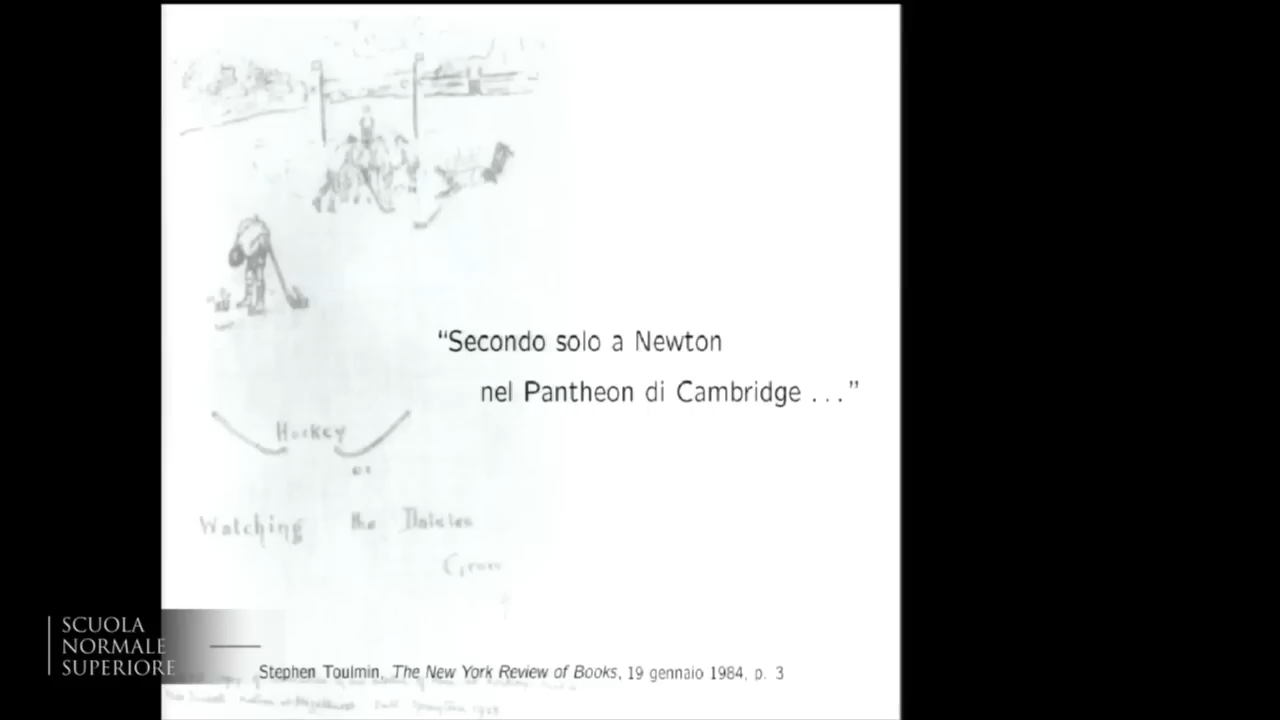 “Secondo solo a Newton
nel Pantheon di Cambridge ...”
Hockey
or
Watching the Daisies
Grow
SCUOLA
NORMALE
SUPERIORE
Stephen Toulmin, The New York Review of Books, 19 gennaio 1984, p. 3